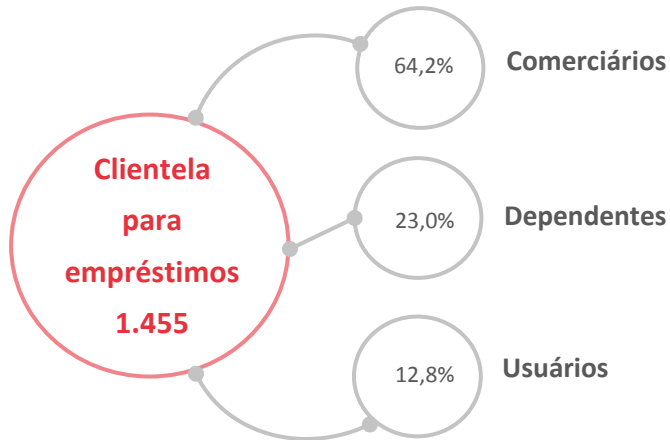 Clientela
para
empréstimos
1.455
64,2%
Comerciários
23,0%
Dependentes
12,8%
Usuários